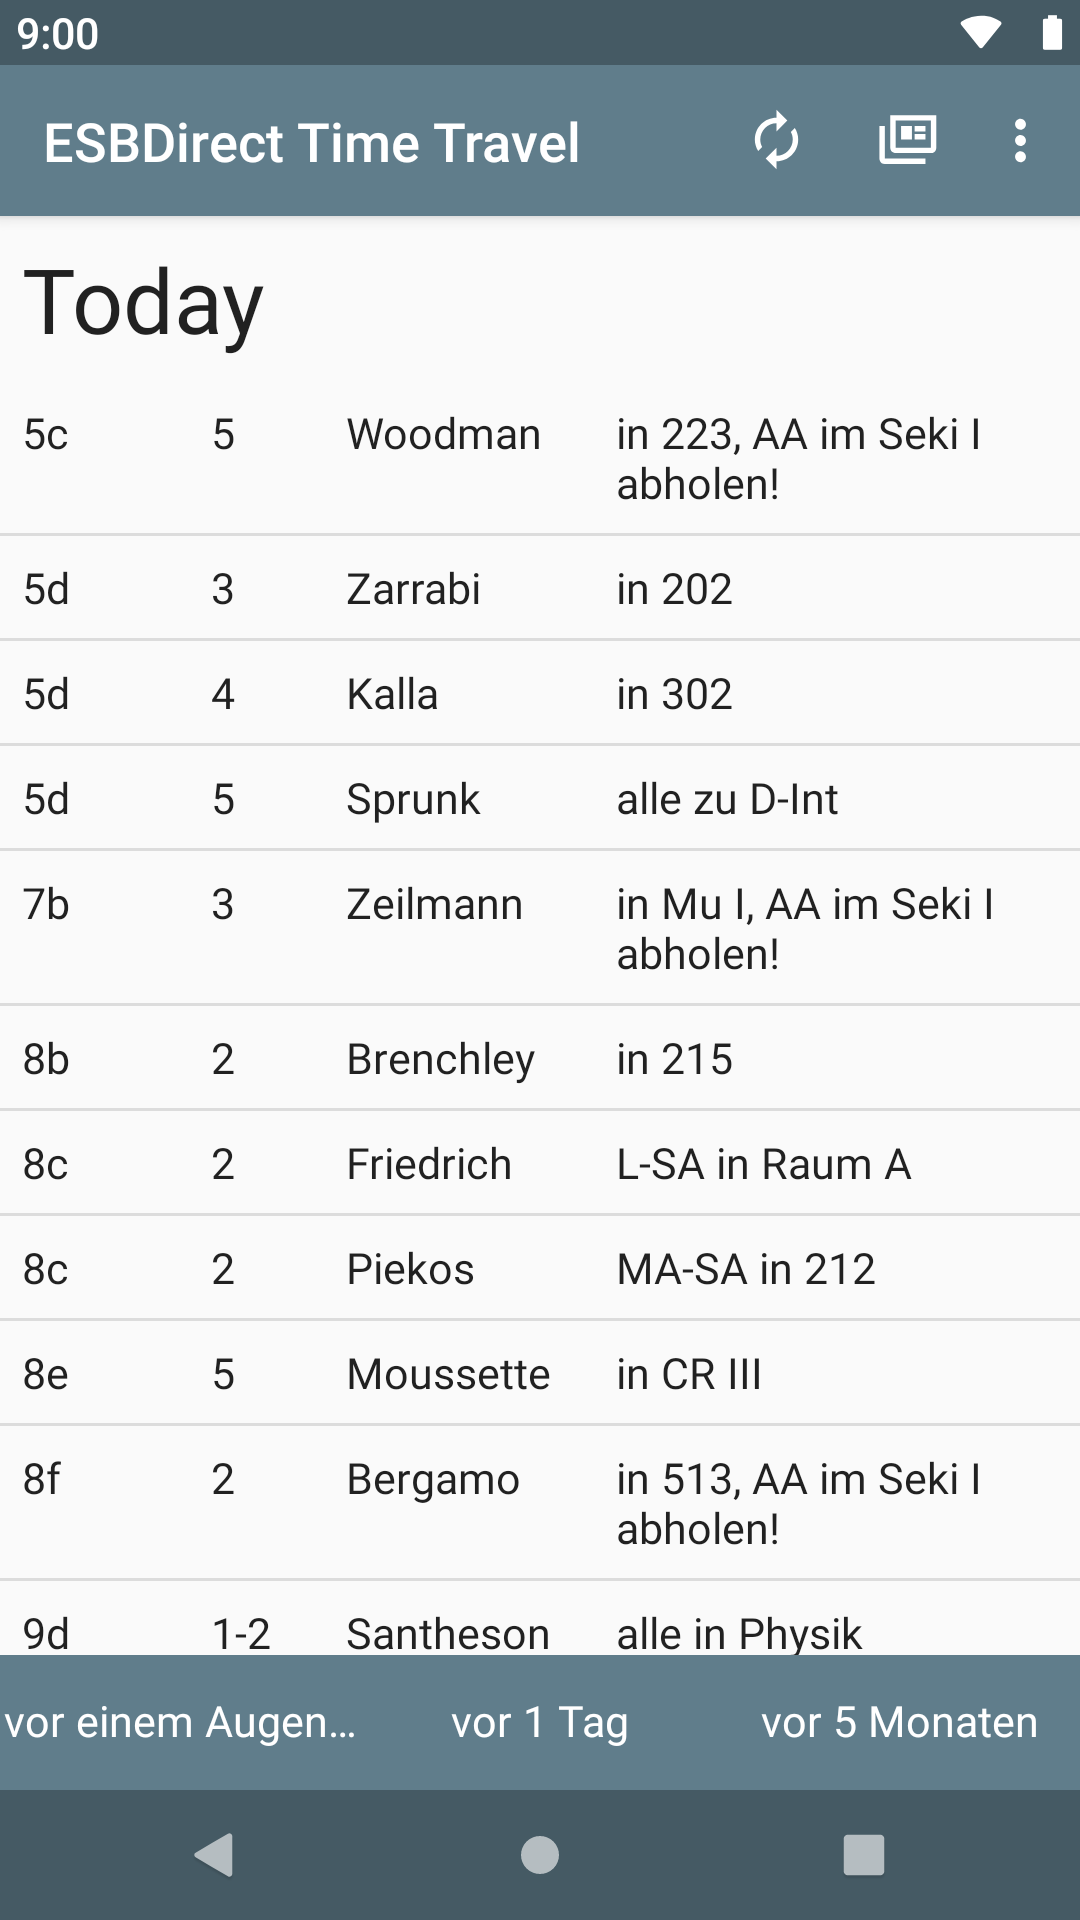 9:00
ESBDirect Time Travel
Today
5c 5 Woodman in 223, AA im Seki I
abholen!
5d 3 Zarrabi in 202
5d 4 Kalla in 302
5d 5 Sprunk alle zu D-Int
7b 3 Zeilmann in Mu I, AA im Seki I
abholen!
8b 2 Brenchley in 215
8c 2 Friedrich L-SA in Raum A
8c 2 Piekos MA-SA in 212
8e 5 Moussette in CR III
8f 2 Bergamo in 513, AA im Seki I
abholen!
9d 1-2 Santheson alle in Physik
vor einem Augen… vor 1 Tag vor 5 Monaten